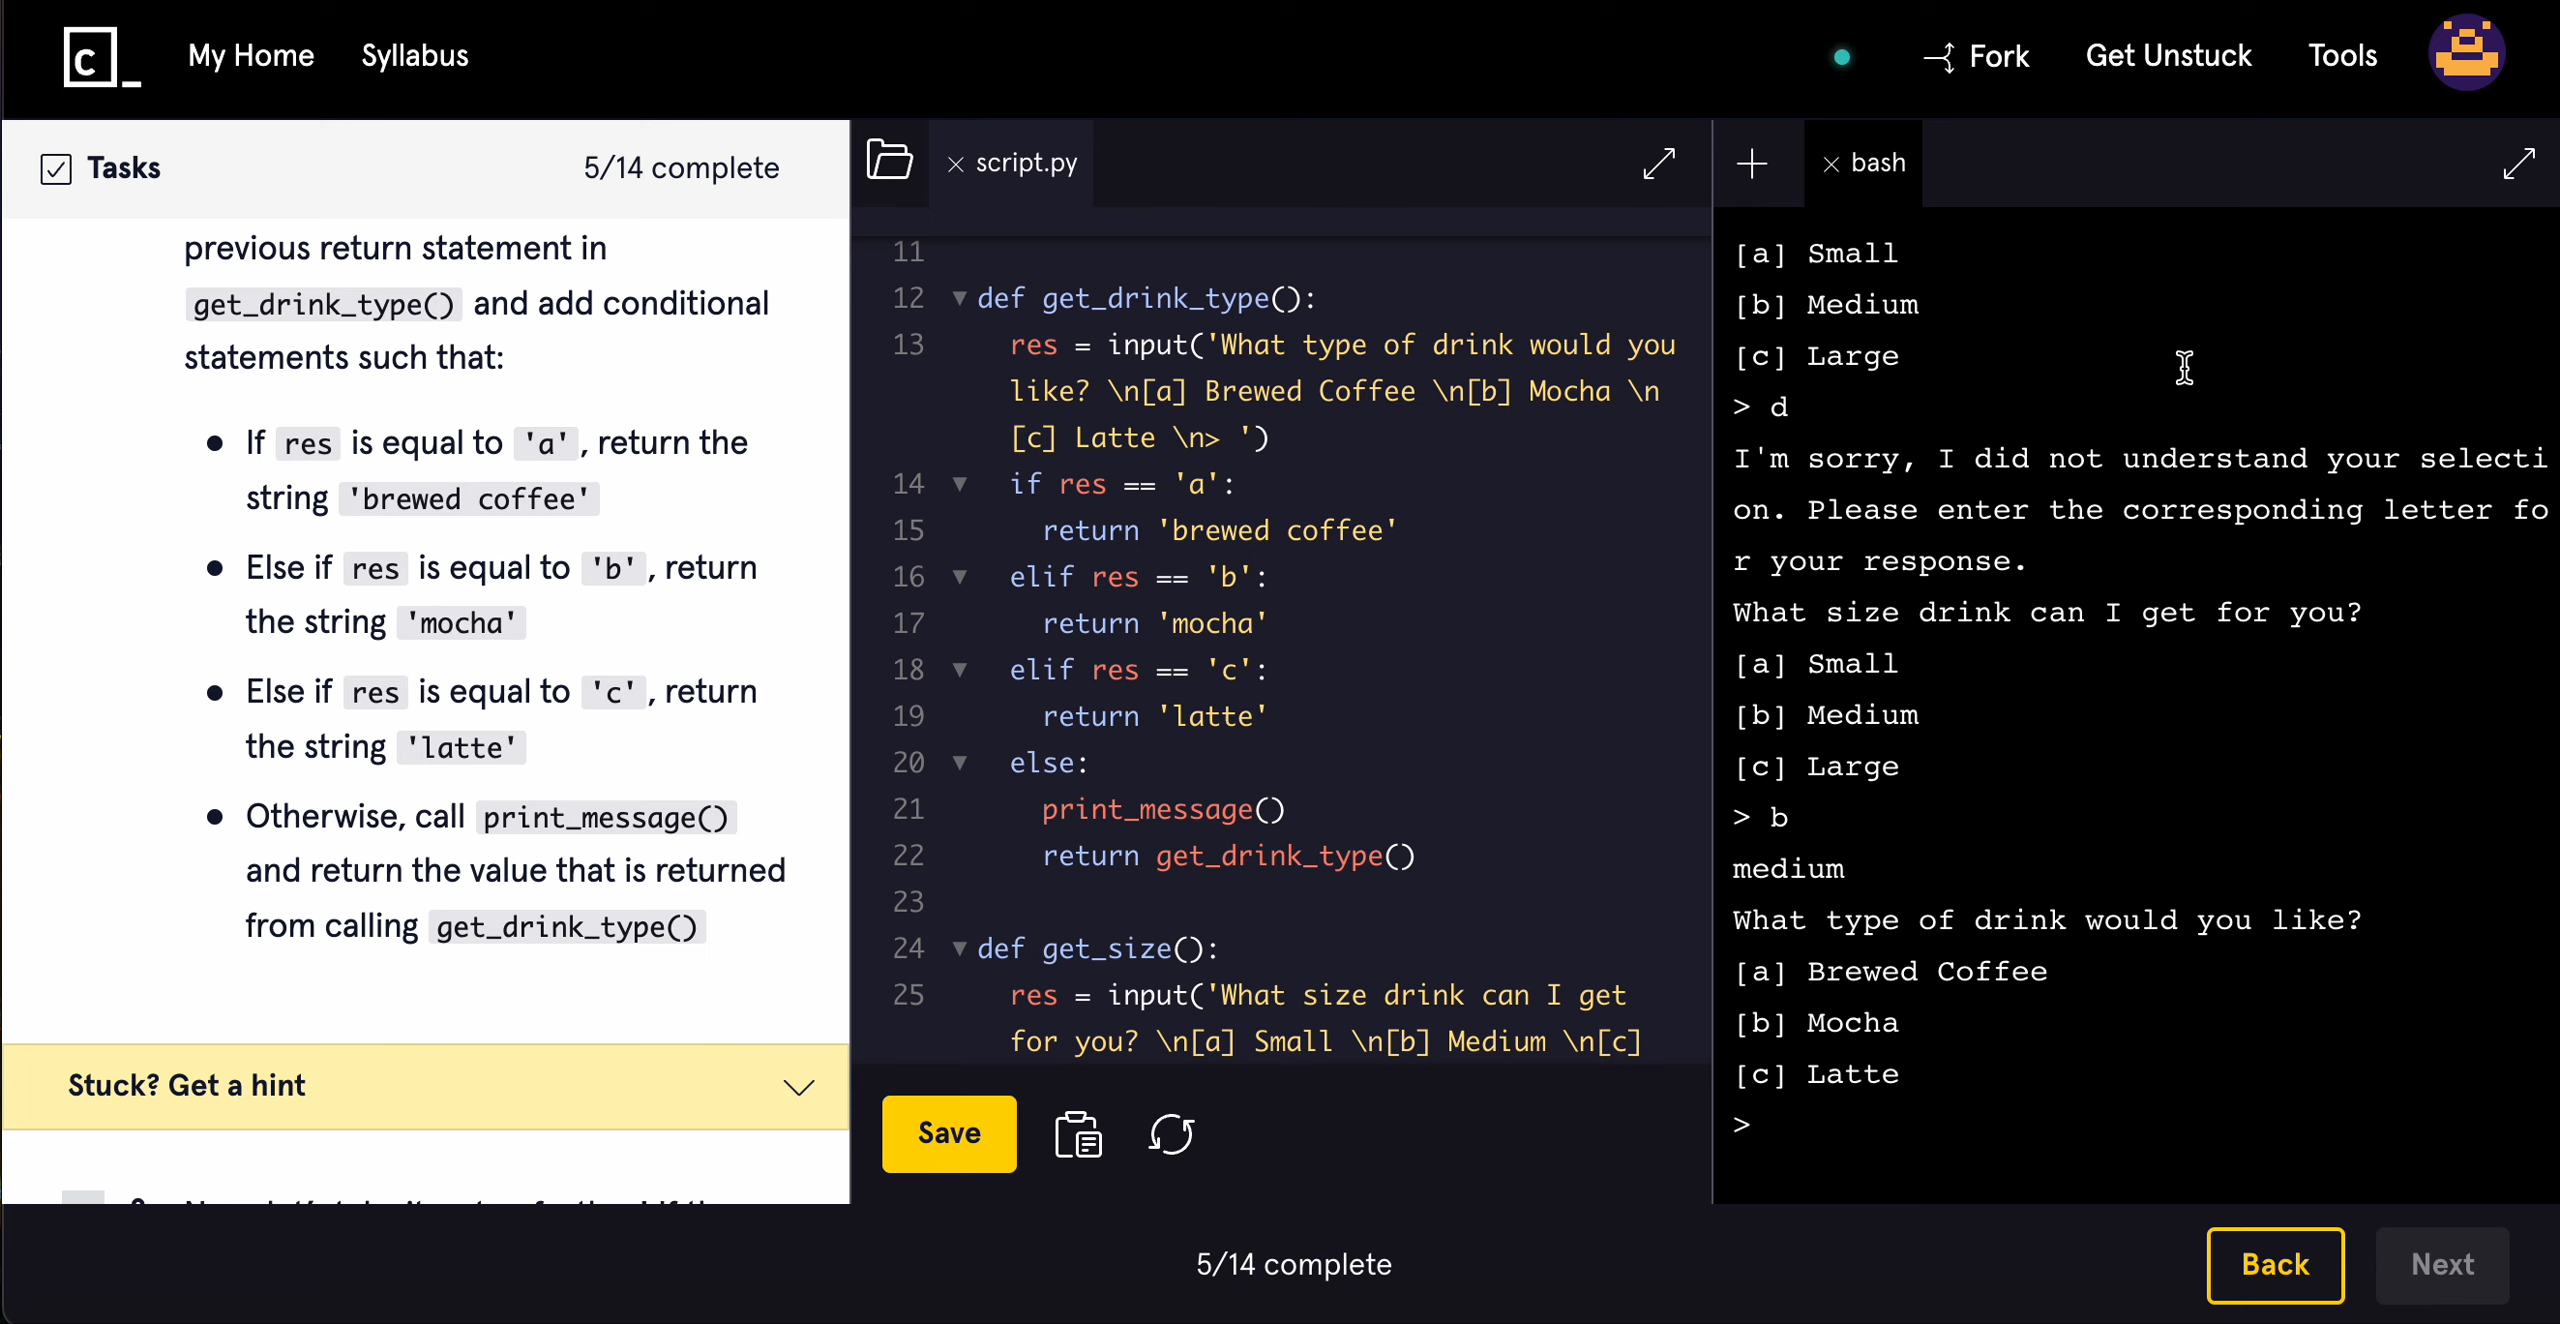 C_ My Home Syllabus Fork Get Unstuck Tools
Tasks 5/14 complete
previous return statement in
get_drink_type() and add conditional
statements such that:
If res is equal to 'a', return the
string 'brewed coffee'
Else if res is equal to 'b', return
the string 'mocha'
Else if res is equal to 'c', return
the string 'latte'
Otherwise, call print_message()
and return the value that is returned
from calling get_drink_type()
Stuck? Get a hint
script.py
11
12 def get_drink_type():
13 res = input('What type of drink would you
like? \n[a] Brewed Coffee \n[b] Mocha \n
[c] Latte \n> ')
14 if res == 'a':
15 return 'brewed coffee'
16 elif res == 'b':
17 return 'mocha'
18 elif res == 'c':
19 return 'latte'
20 else:
21 print_message()
22 return get_drink_type()
23
24 def get_size():
25 res = input('What size drink can I get
for you? \n[a] Small \n[b] Medium \n[c]
Save
bash
[a] Small
[b] Medium
[c] Large
> d
I'm sorry, I did not understand your selecti
on. Please enter the corresponding letter fo
r your response.
What size drink can I get for you?
[a] Small
[b] Medium
[c] Large
> b
medium
What type of drink would you like?
[a] Brewed Coffee
[b] Mocha
[c] Latte
>
5/14 complete
Back Next